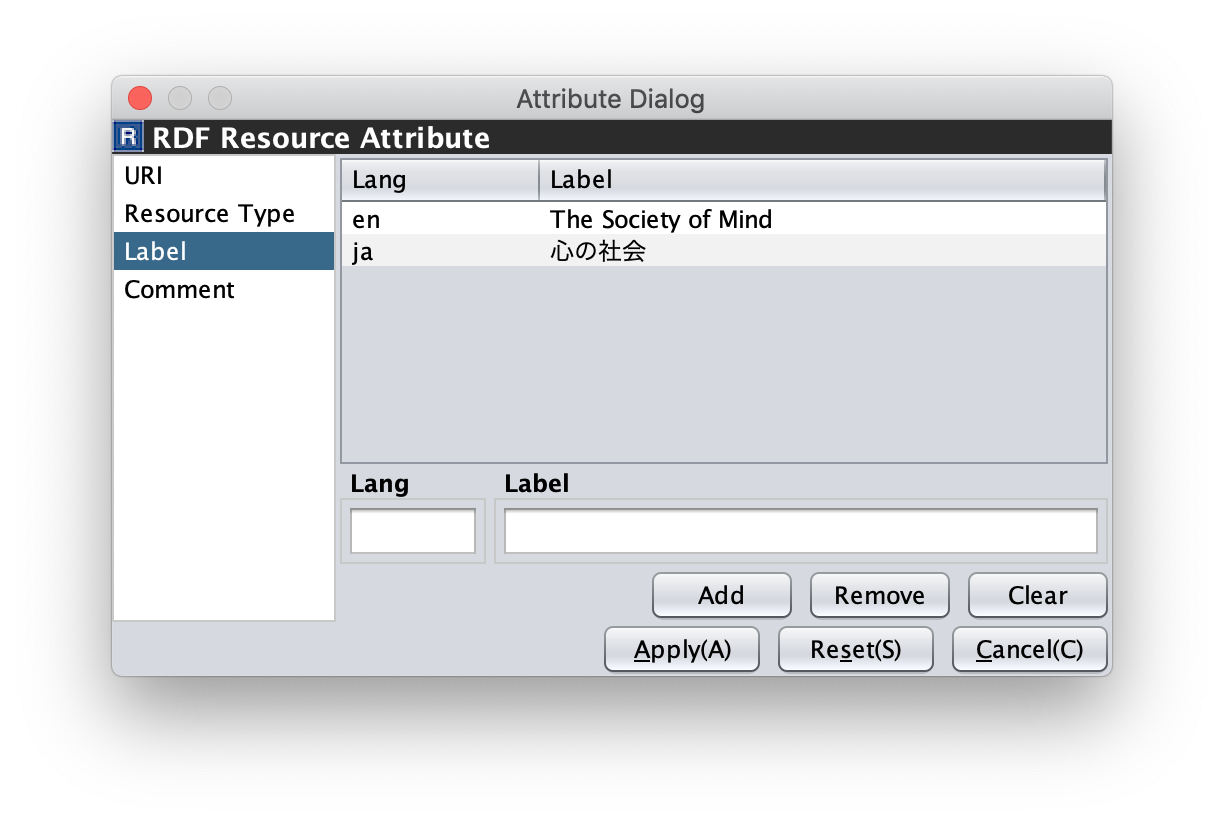 Attribute Dialog
R RDF Resource Attribute
URI
Resource Type
Label
Comment
Lang Label
en The Society of Mind
ja 心の社会
Lang Label
Add Remove Clear
Apply(A) Reset(S) Cancel(C)